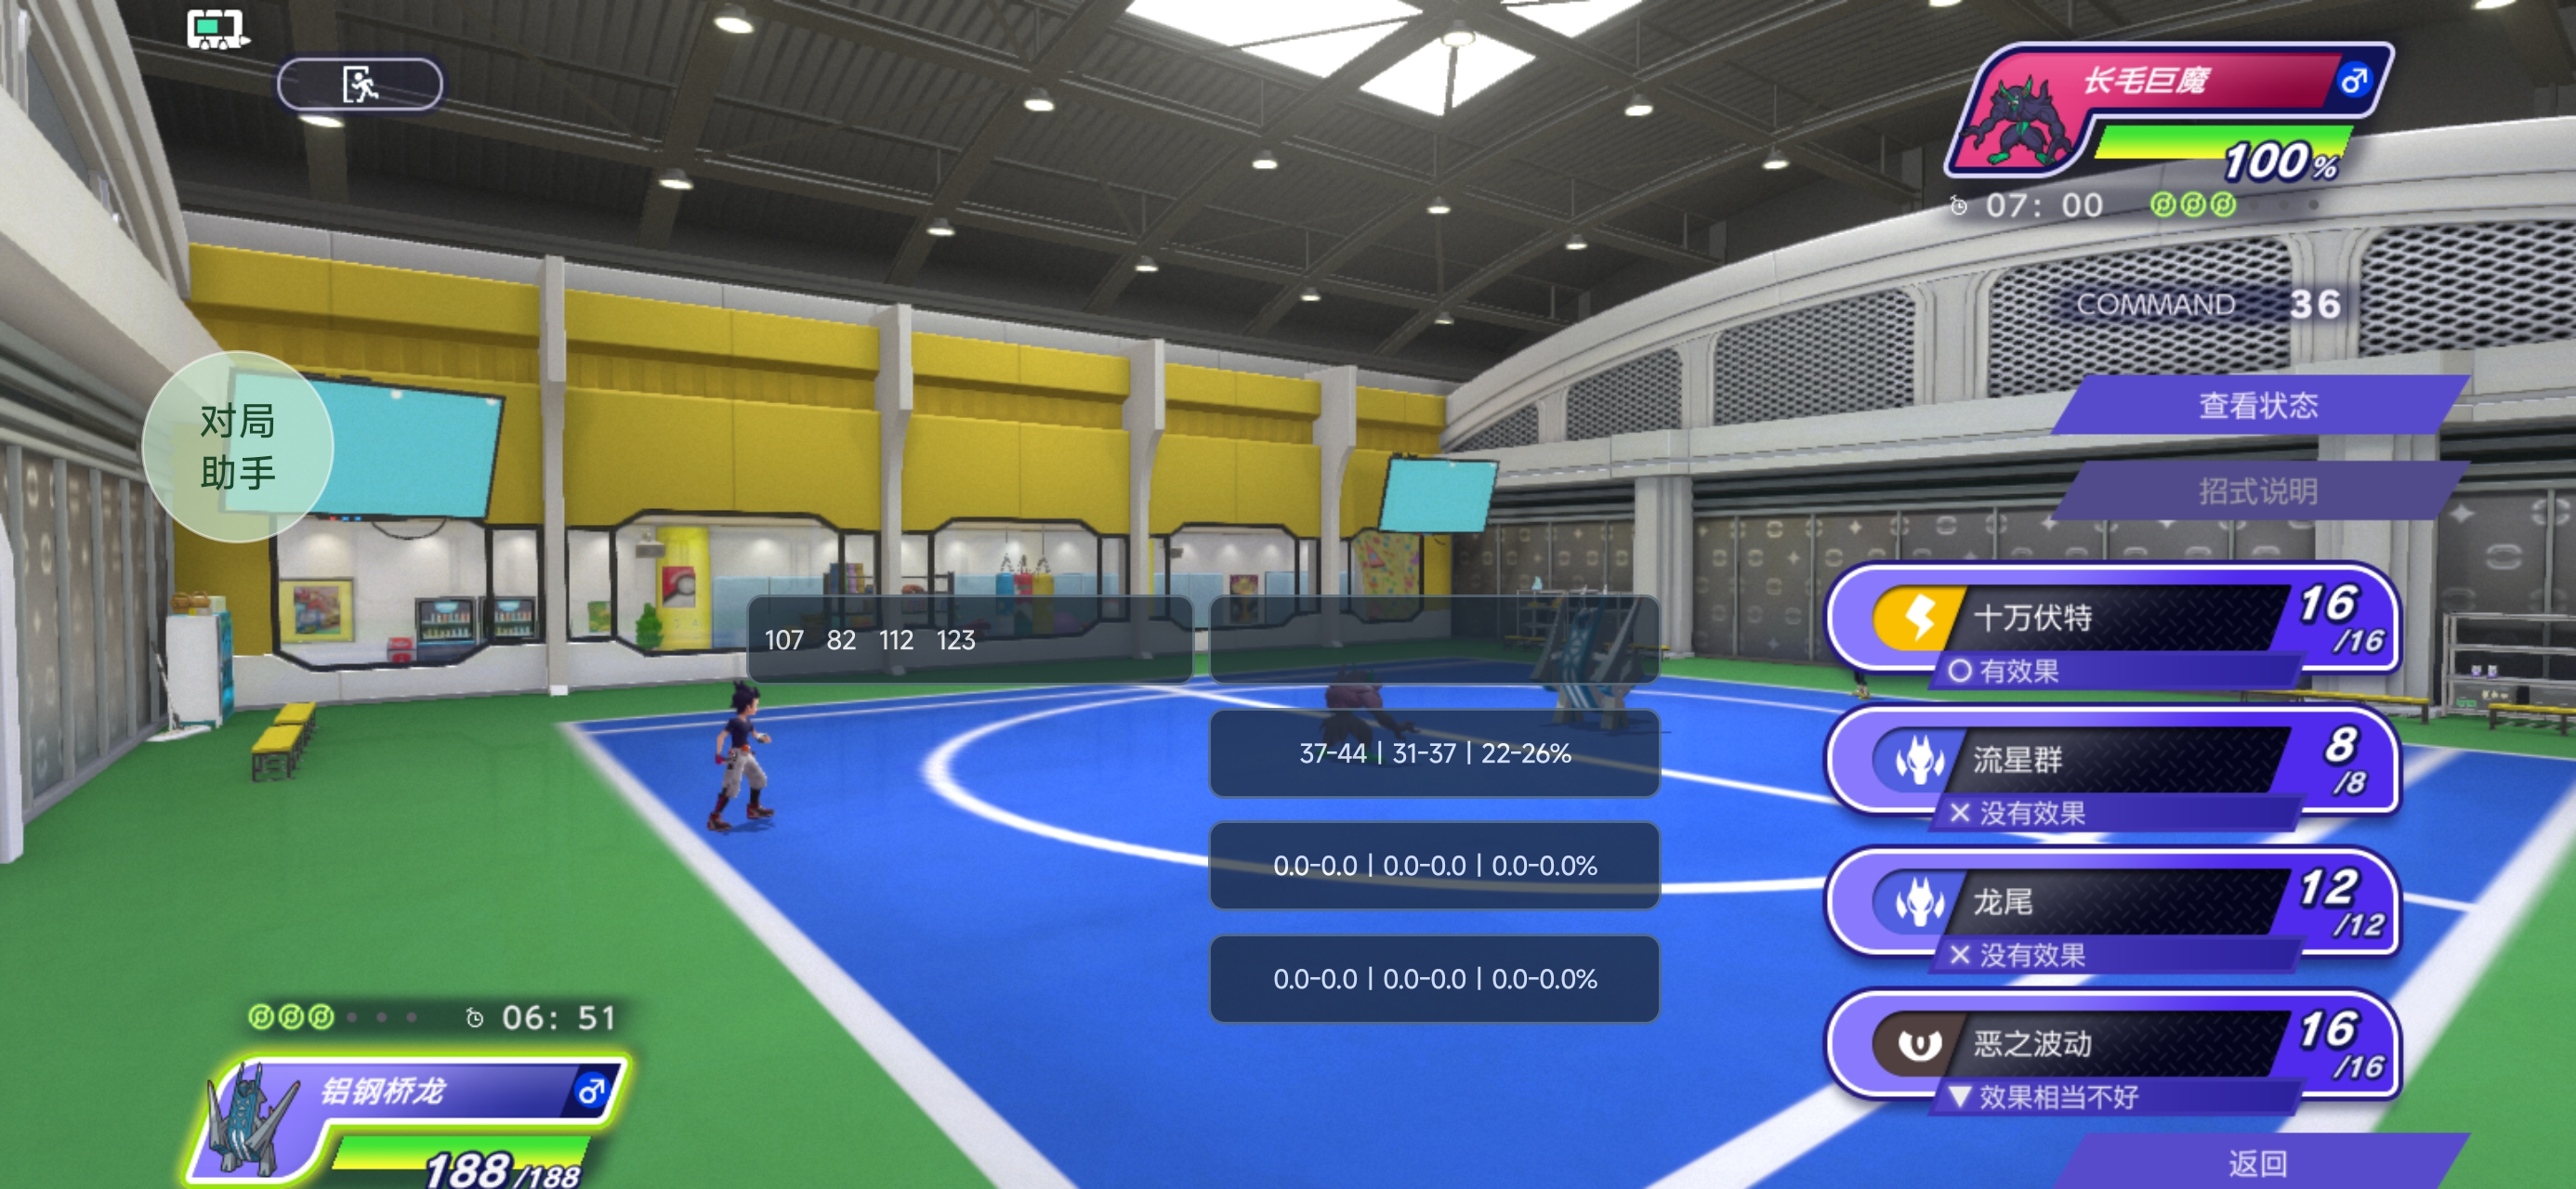 长毛巨魔
100%
07: 00
COMMAND 36
对局
助手
查看状态
招式说明
十万伏特
16
/16
有效果
107 82 112 123
流星群
8
/8
没有效果
37-44 | 31-37 | 22-26%
龙尾
12
/12
没有效果
0.0-0.0 | 0.0-0.0 | 0.0-0.0%
0.0-0.0 | 0.0-0.0 | 0.0-0.0%
恶之波动
16
/16
效果相当不好
06: 51
铝钢桥龙
188/188
返回